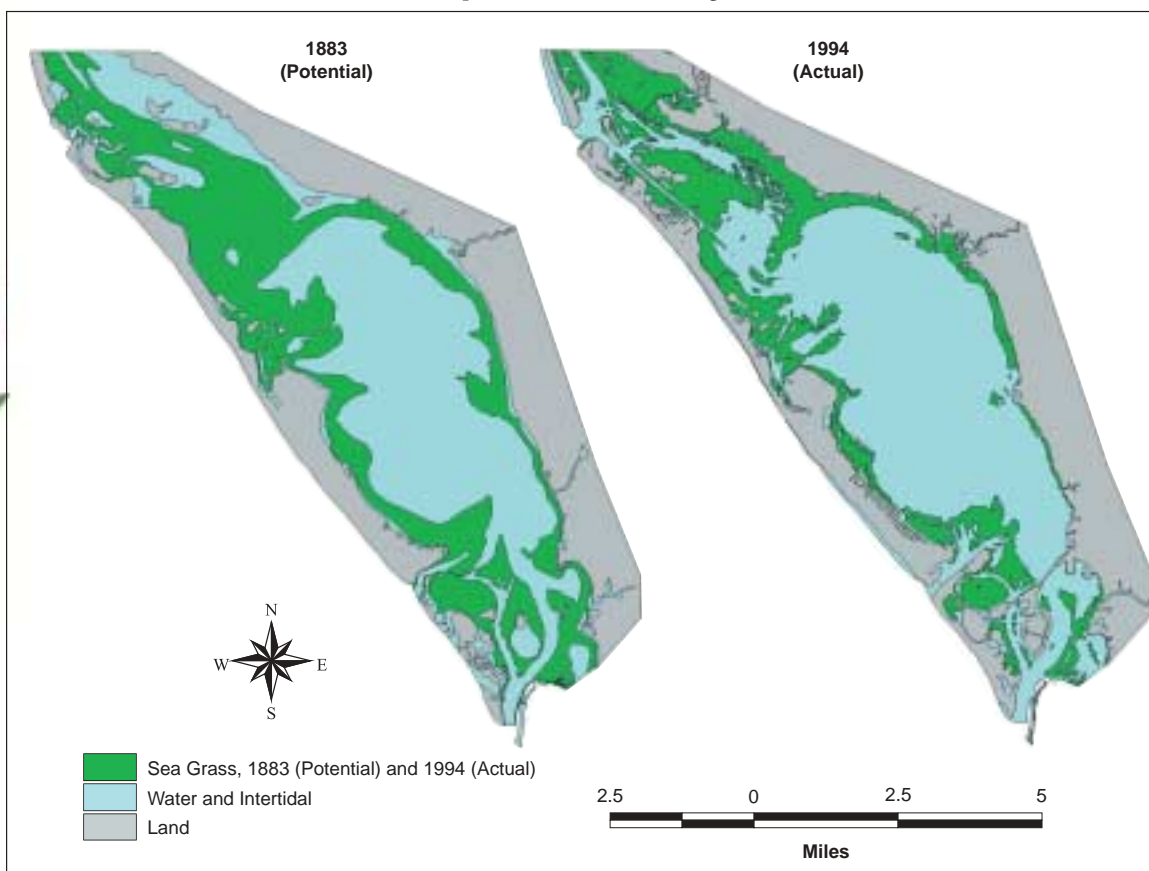 1883
(Potential)
1994
(Actual)
N
W
E
S
Sea Grass, 1883 (Potential) and 1994 (Actual)
Water and Intertidal
Land
2.5 0 2.5 5
Miles